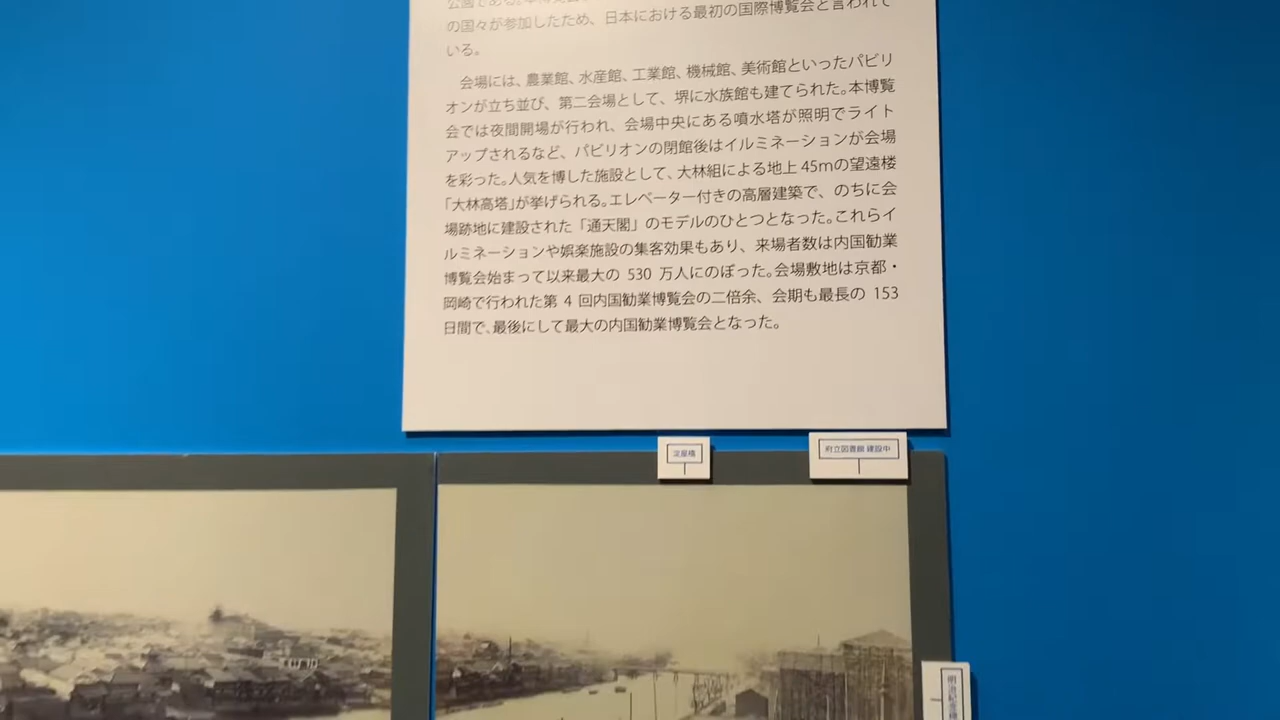 公園である。本博覧会
の国々が参加したため、日本における最初の国際博覧会と言われて
いる。
会場には、農業館、水産館、工業館、機械館、美術館といったパビリ
オンが立ち並び、第二会場として、堺に水族館も建てられた。本博覧
会では夜間開場が行われ、会場中央にある噴水塔が照明でライト
アップされるなど、パビリオンの閉館後はイルミネーションが会場
を彩った。人気を博した施設として、大林組による地上 45mの望遠楼
「大林高塔」が挙げられる。エレベーター付きの高層建築で、のちに会
場跡地に建設された「通天閣」のモデルのひとつとなった。これらイ
ルミネーションや娯楽施設の集客効果もあり、来場者数は内国勧業
博覧会始まって以来最大の 530 万人にのぼった。会場敷地は京都・
岡崎で行われた第 4 回内国勧業博覧会の二倍余、会期も最長の 153
日間で、最後にして最大の内国勧業博覧会となった。
淀屋橋
府立図書館 建設中
明治紀念標